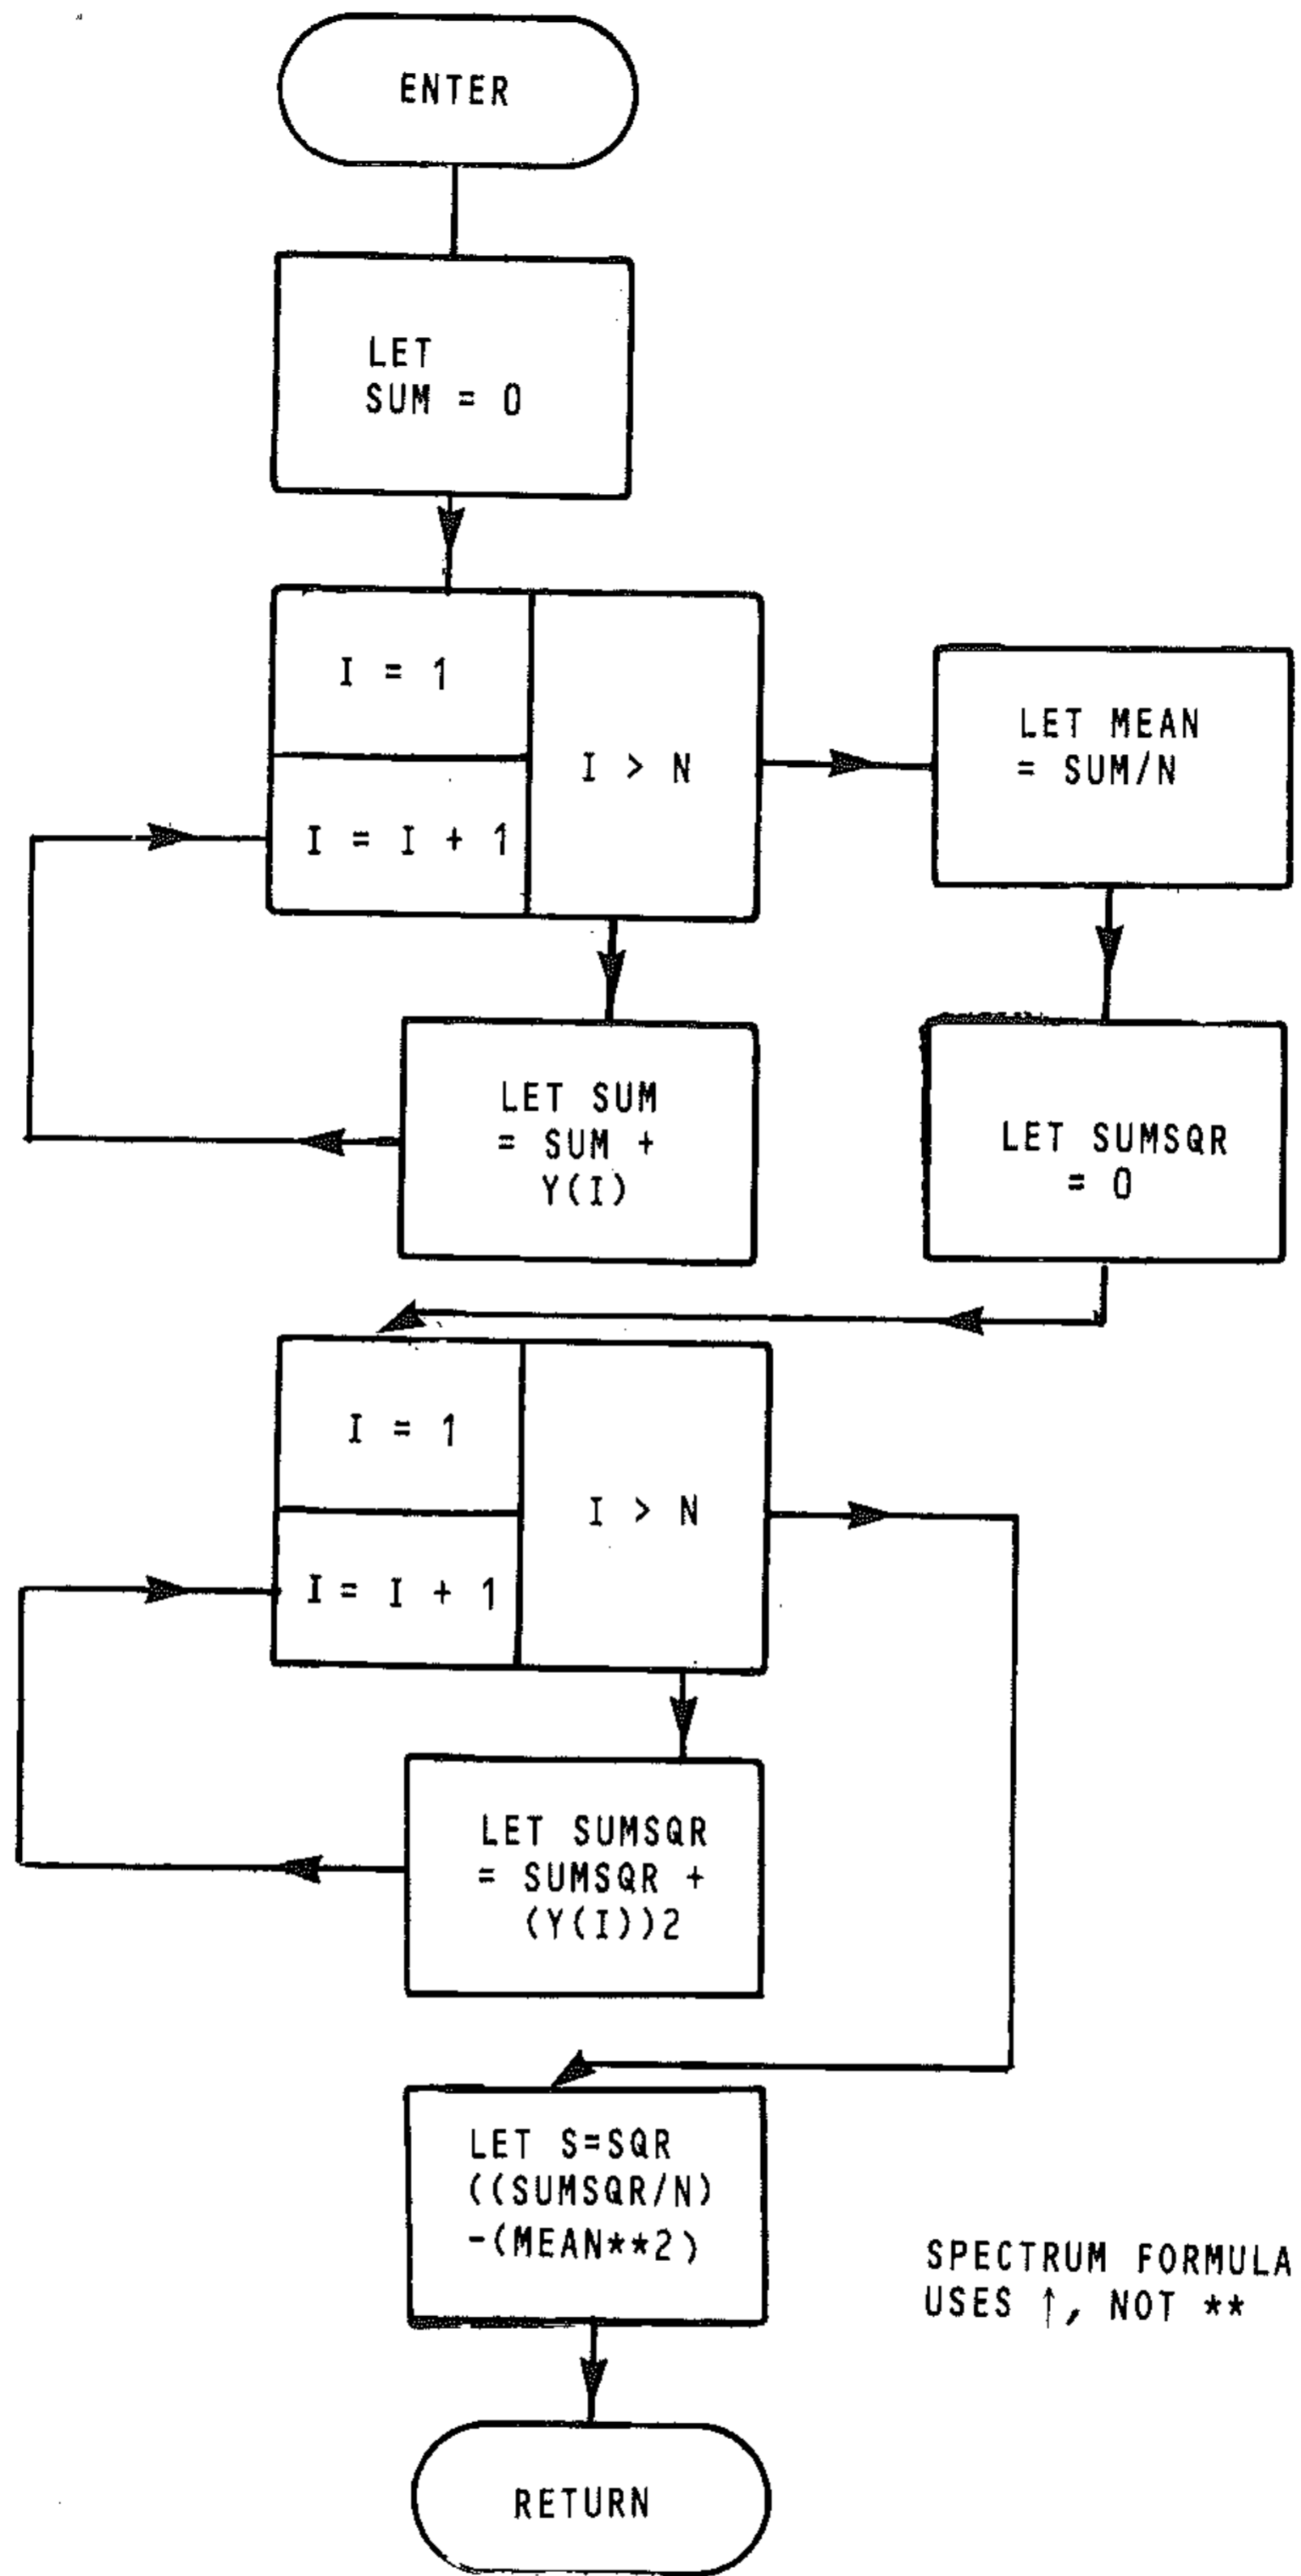 ENTER
LET
SUM = 0
I = 1
I > N
I = I + 1
LET MEAN
= SUM/N
LET SUM
= SUM +
Y(I)
LET SUMSQR
= 0
I = 1
I > N
I = I + 1
LET SUMSQR
= SUMSQR +
(Y(I))2
LET S=SQR
((SUMSQR/N)
-(MEAN**2)
SPECTRUM FORMULA
USES ↑, NOT **
RETURN